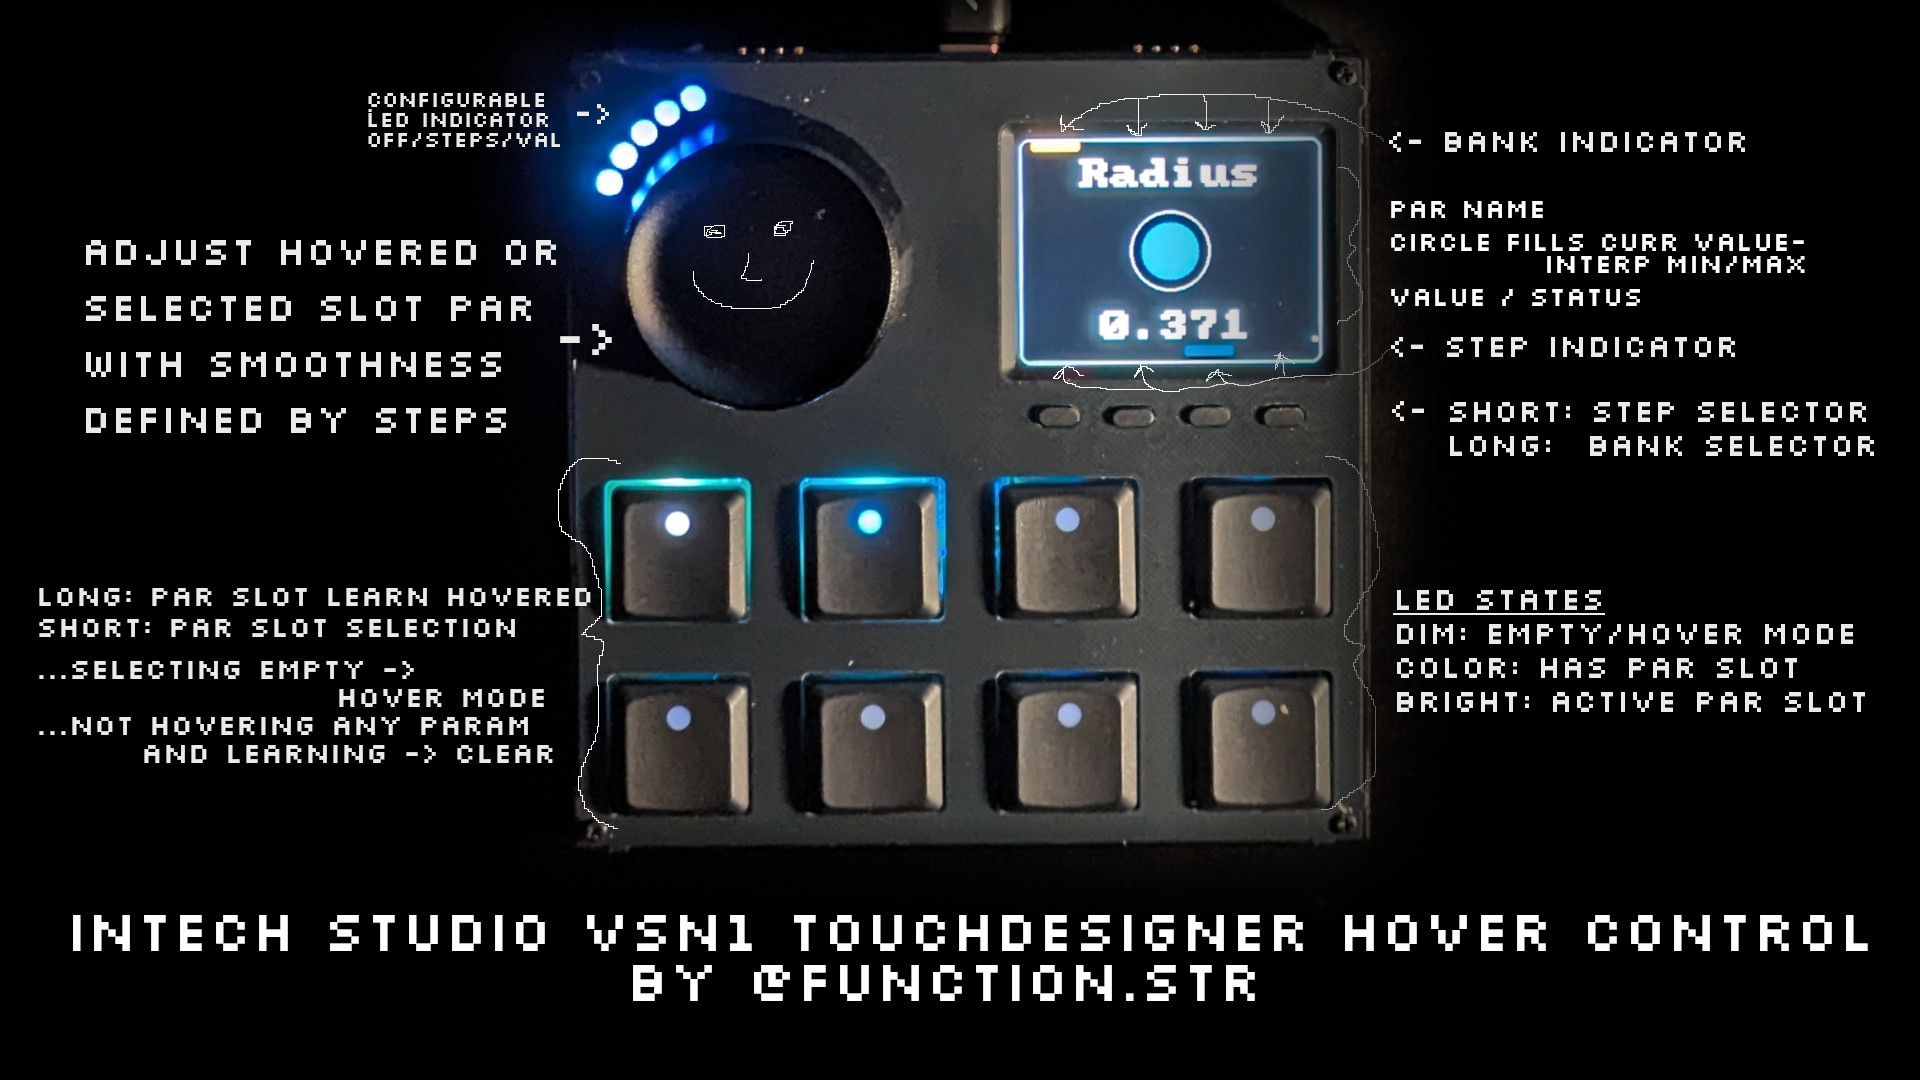 CONFIGURABLE
LED INDICATOR
OFF/STEPS/VAL
->
ADJUST HOVERED OR
SELECTED SLOT PAR
->
WITH SMOOTHNESS
DEFINED BY STEPS
Radius
0.371
<- BANK INDICATOR
PAR NAME
CIRCLE FILLS CURR VALUE-
INTERP MIN/MAX
VALUE / STATUS
<- STEP INDICATOR
<- SHORT: STEP SELECTOR
LONG: BANK SELECTOR
LONG: PAR SLOT LEARN HOVERED
SHORT: PAR SLOT SELECTION
...SELECTING EMPTY ->
HOVER MODE
...NOT HOVERING ANY PARAM
AND LEARNING -> CLEAR
LED STATES
DIM: EMPTY/HOVER MODE
COLOR: HAS PAR SLOT
BRIGHT: ACTIVE PAR SLOT
INTECH STUDIO VSN1 TOUCHDESIGNER HOVER CONTROL
BY @FUNCTION.STR